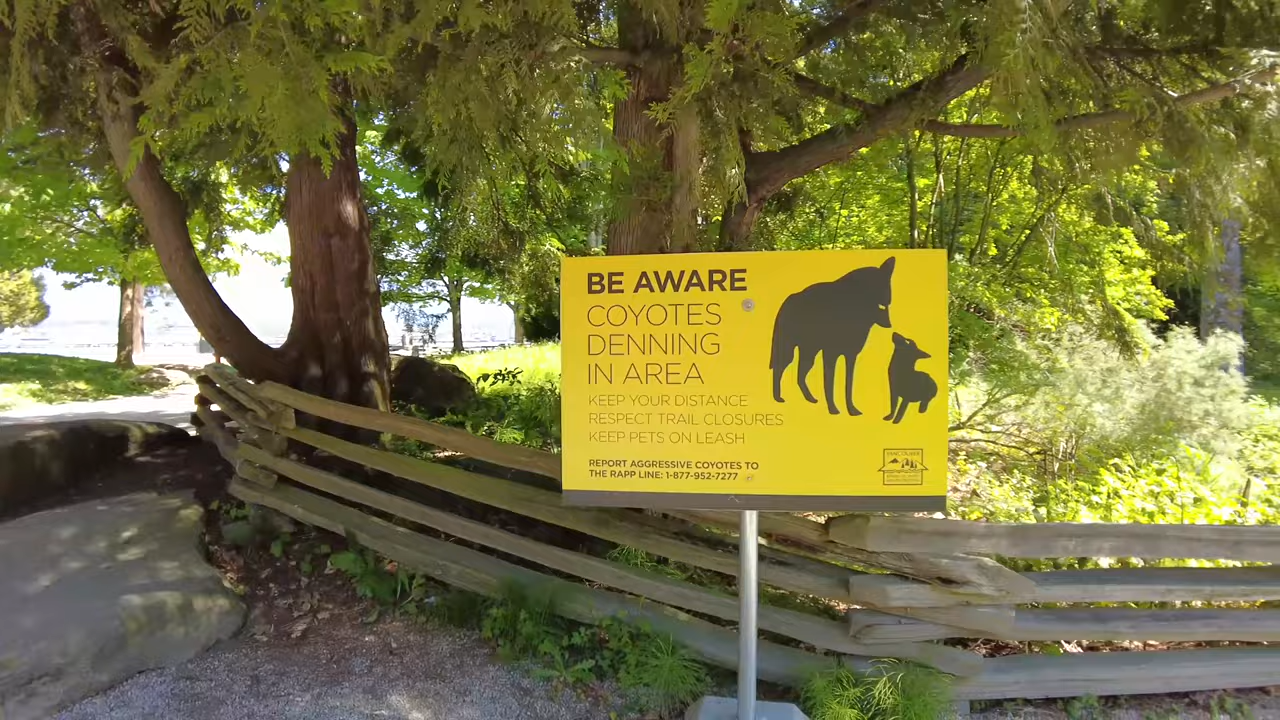 BE AWARE
COYOTES
DENNING
IN AREA
KEEP YOUR DISTANCE
RESPECT TRAIL CLOSURES
KEEP PETS ON LEASH
REPORT AGGRESSIVE COYOTES TO
THE RAPP LINE: 1-877-952-7277